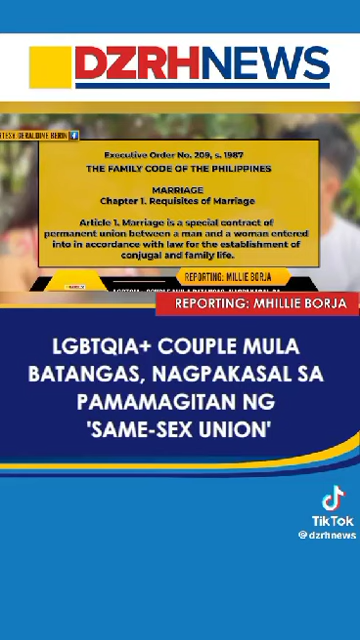 DZRHNEWS
Executive Order No. 209, s. 1987
THE FAMILY CODE OF THE PHILIPPINES
MARRIAGE
Chapter 1. Requisites of Marriage
Article 1. Marriage is a special contract of
permanent union between a man and a woman entered
into in accordance with law for the establishment of
conjugal and family life.
REPORTING: MILLIE BORJA
REPORTING: MHILLIE BORJA
LGBTQIA+ COUPLE MULA
BATANGAS, NAGPAKASAL SA
PAMAMAGITAN NG
'SAME-SEX UNION'
TikTok
@dzrhnews